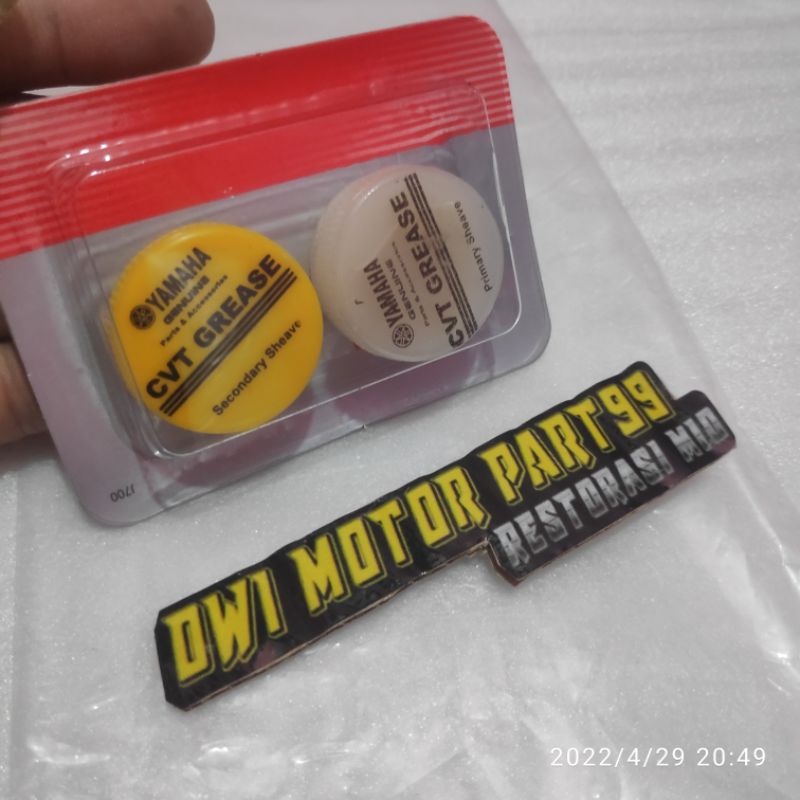 YAMAHA
GENUINE
Parts & Accessories
CVT GREASE
Secondary Sheave
YAMAHA
GENUINE
Parts & Accessories
CVT GREASE
Primary Sheave
J700
DWI MOTOR PART99
RESTORASI MIO
2022/4/29 20:49